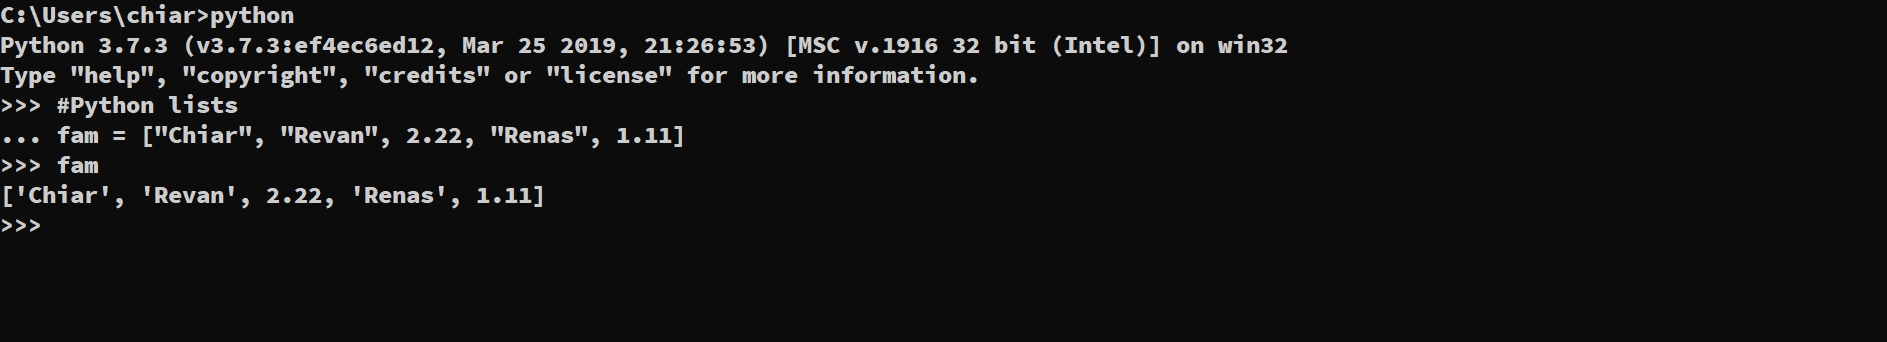 C:\Users\chiar>python
Python 3.7.3 (v3.7.3:ef4ec6ed12, Mar 25 2019, 21:26:53) [MSC v.1916 32 bit (Intel)] on win32
Type "help", "copyright", "credits" or "license" for more information.
>>> #Python lists
... fam = ["Chiar", "Revan", 2.22, "Renas", 1.11]
>>> fam
['Chiar', 'Revan', 2.22, 'Renas', 1.11]
>>>